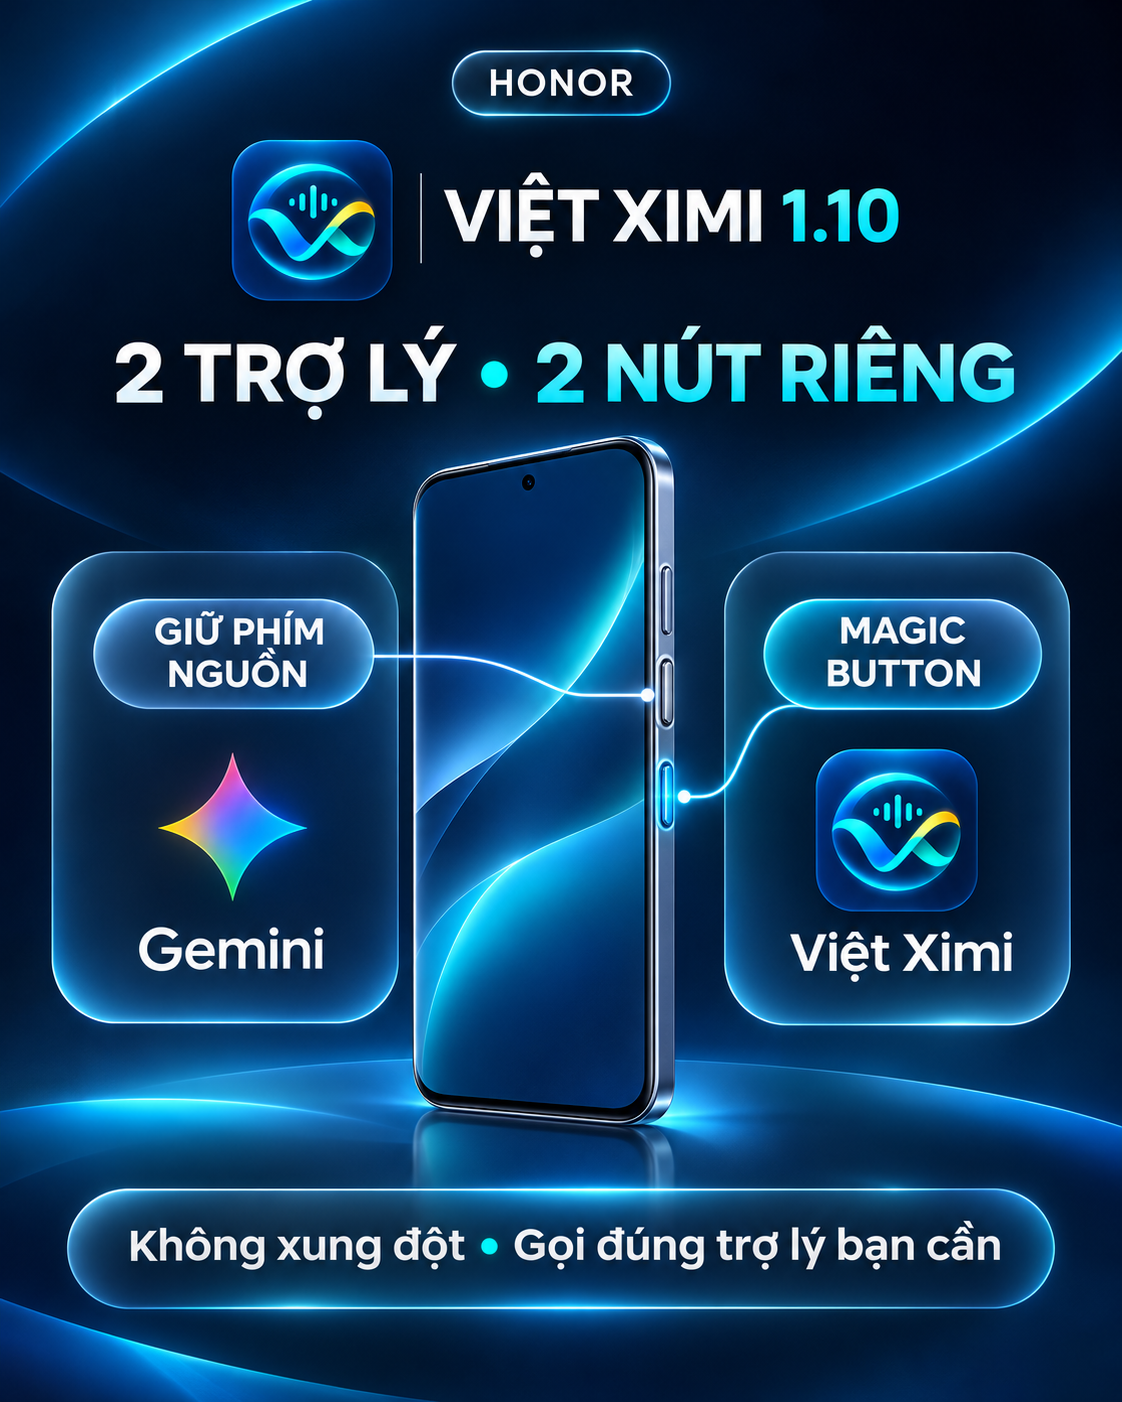 HONOR
VIỆT XIMI 1.10
2 TRỢ LÝ • 2 NÚT RIÊNG
GIỮ PHÍM
NGUỒN
Gemini
MAGIC
BUTTON
Việt Ximi
Không xung đột • Gọi đúng trợ lý bạn cần